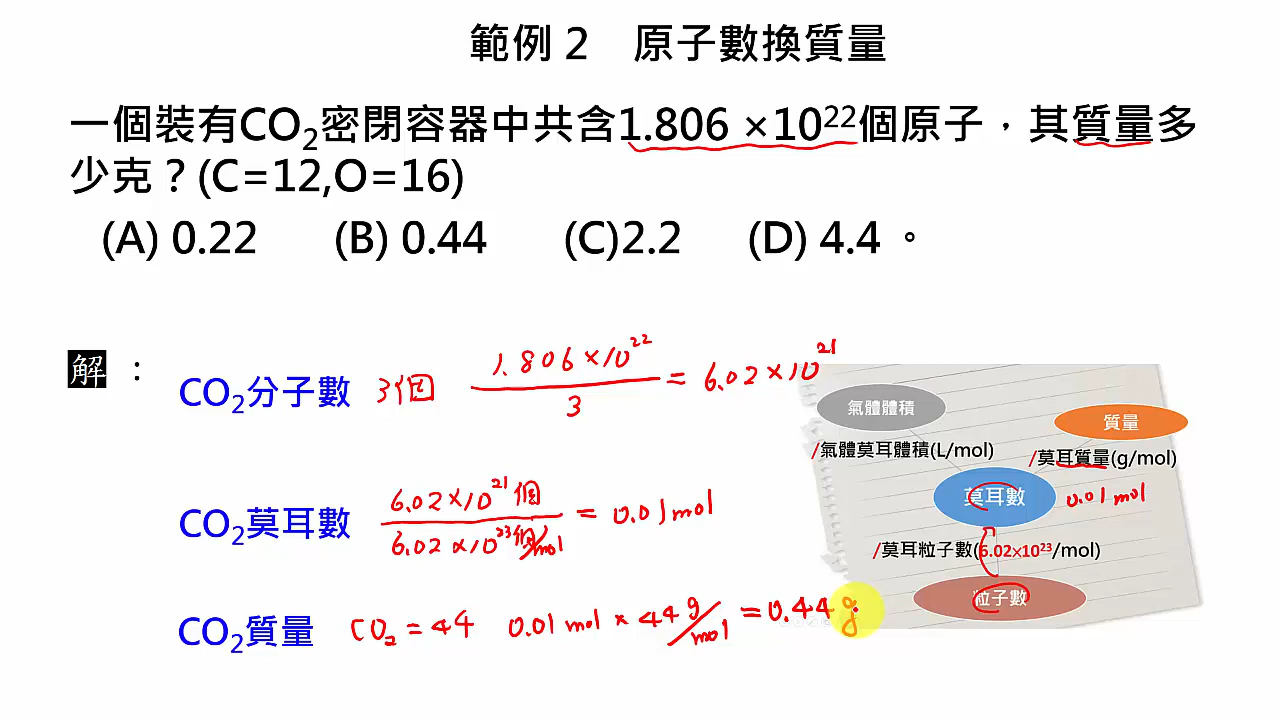 範例 2 原子數換質量
一個裝有CO₂密閉容器中共含1.806 ×10²²個原子，其質量多
少克？(C=12,O=16)
(A) 0.22 (B) 0.44 (C)2.2 (D) 4.4 。
解 ：
CO₂分子數 3個 1.806×10²² / 3 = 6.02×10²¹
CO₂莫耳數 6.02×10²¹個 / 6.02×10²³個/mol = 0.01mol
CO₂質量 CO₂=44 0.01mol×44g/mol=0.44g
氣體體積
質量
/氣體莫耳體積(L/mol)
/莫耳質量(g/mol)
莫耳數 0.01mol
/莫耳粒子數(6.02×10²³/mol)
粒子數